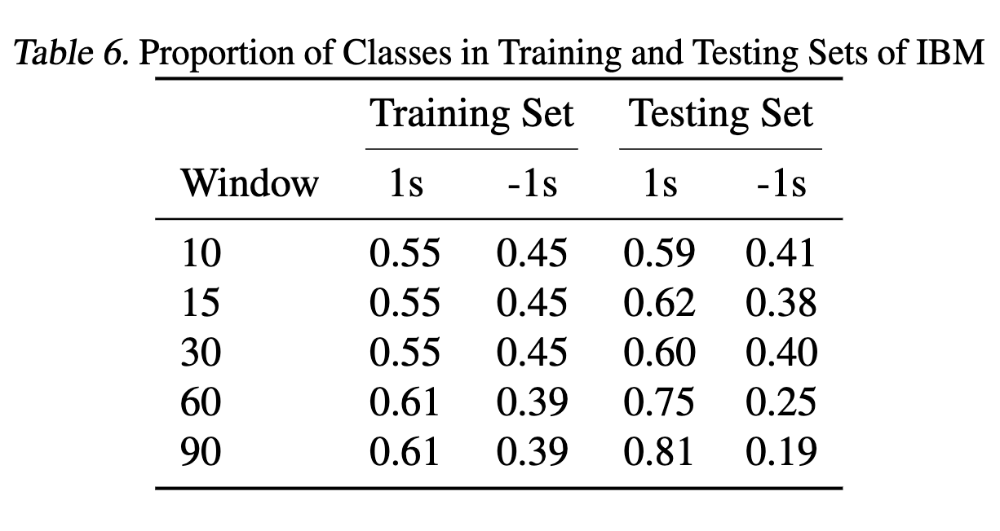 Table 6. Proportion of Classes in Training and Testing Sets of IBM
Training Set Testing Set
Window 1s -1s 1s -1s
10 0.55 0.45 0.59 0.41
15 0.55 0.45 0.62 0.38
30 0.55 0.45 0.60 0.40
60 0.61 0.39 0.75 0.25
90 0.61 0.39 0.81 0.19